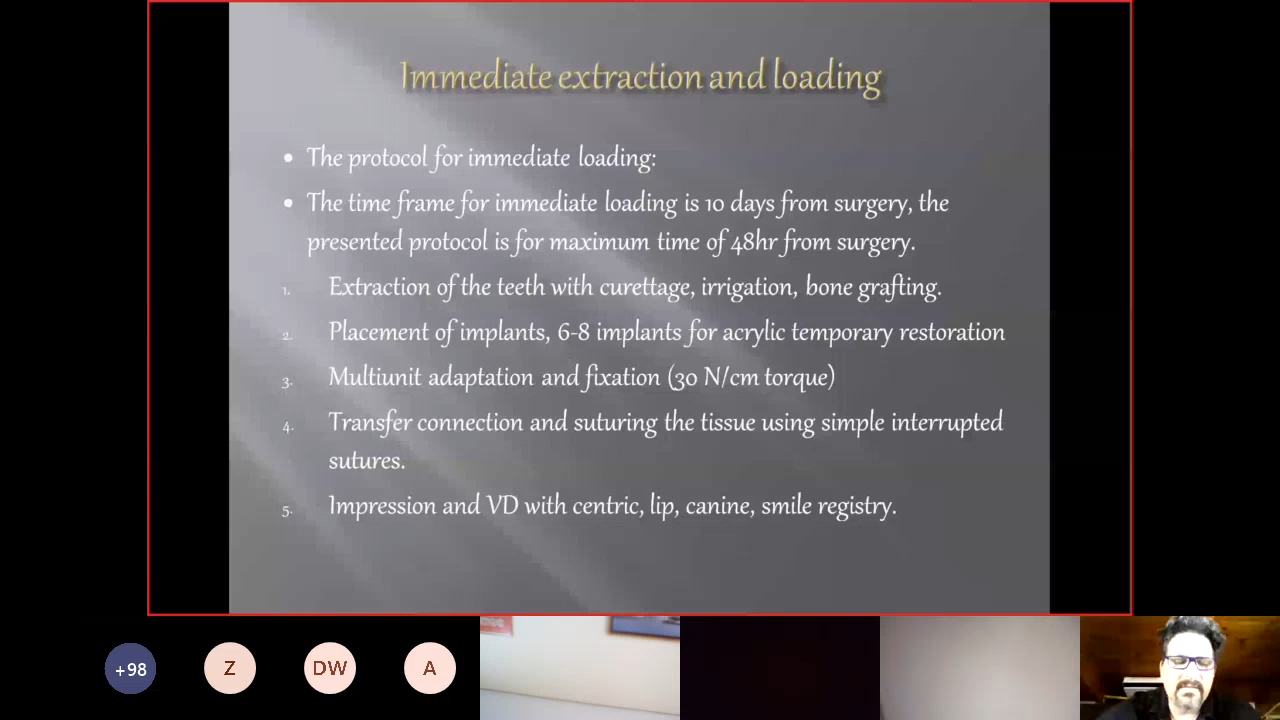 Immediate extraction and loading
• The protocol for immediate loading:
• The time frame for immediate loading is 10 days from surgery, the
presented protocol is for maximum time of 48hr from surgery.
1. Extraction of the teeth with curettage, irrigation, bone grafting.
2. Placement of implants, 6-8 implants for acrylic temporary restoration
3. Multiunit adaptation and fixation (30 N/cm torque)
4. Transfer connection and suturing the tissue using simple interrupted
sutures.
5. Impression and VD with centric, lip, canine, smile registry.
+98 Z DW A